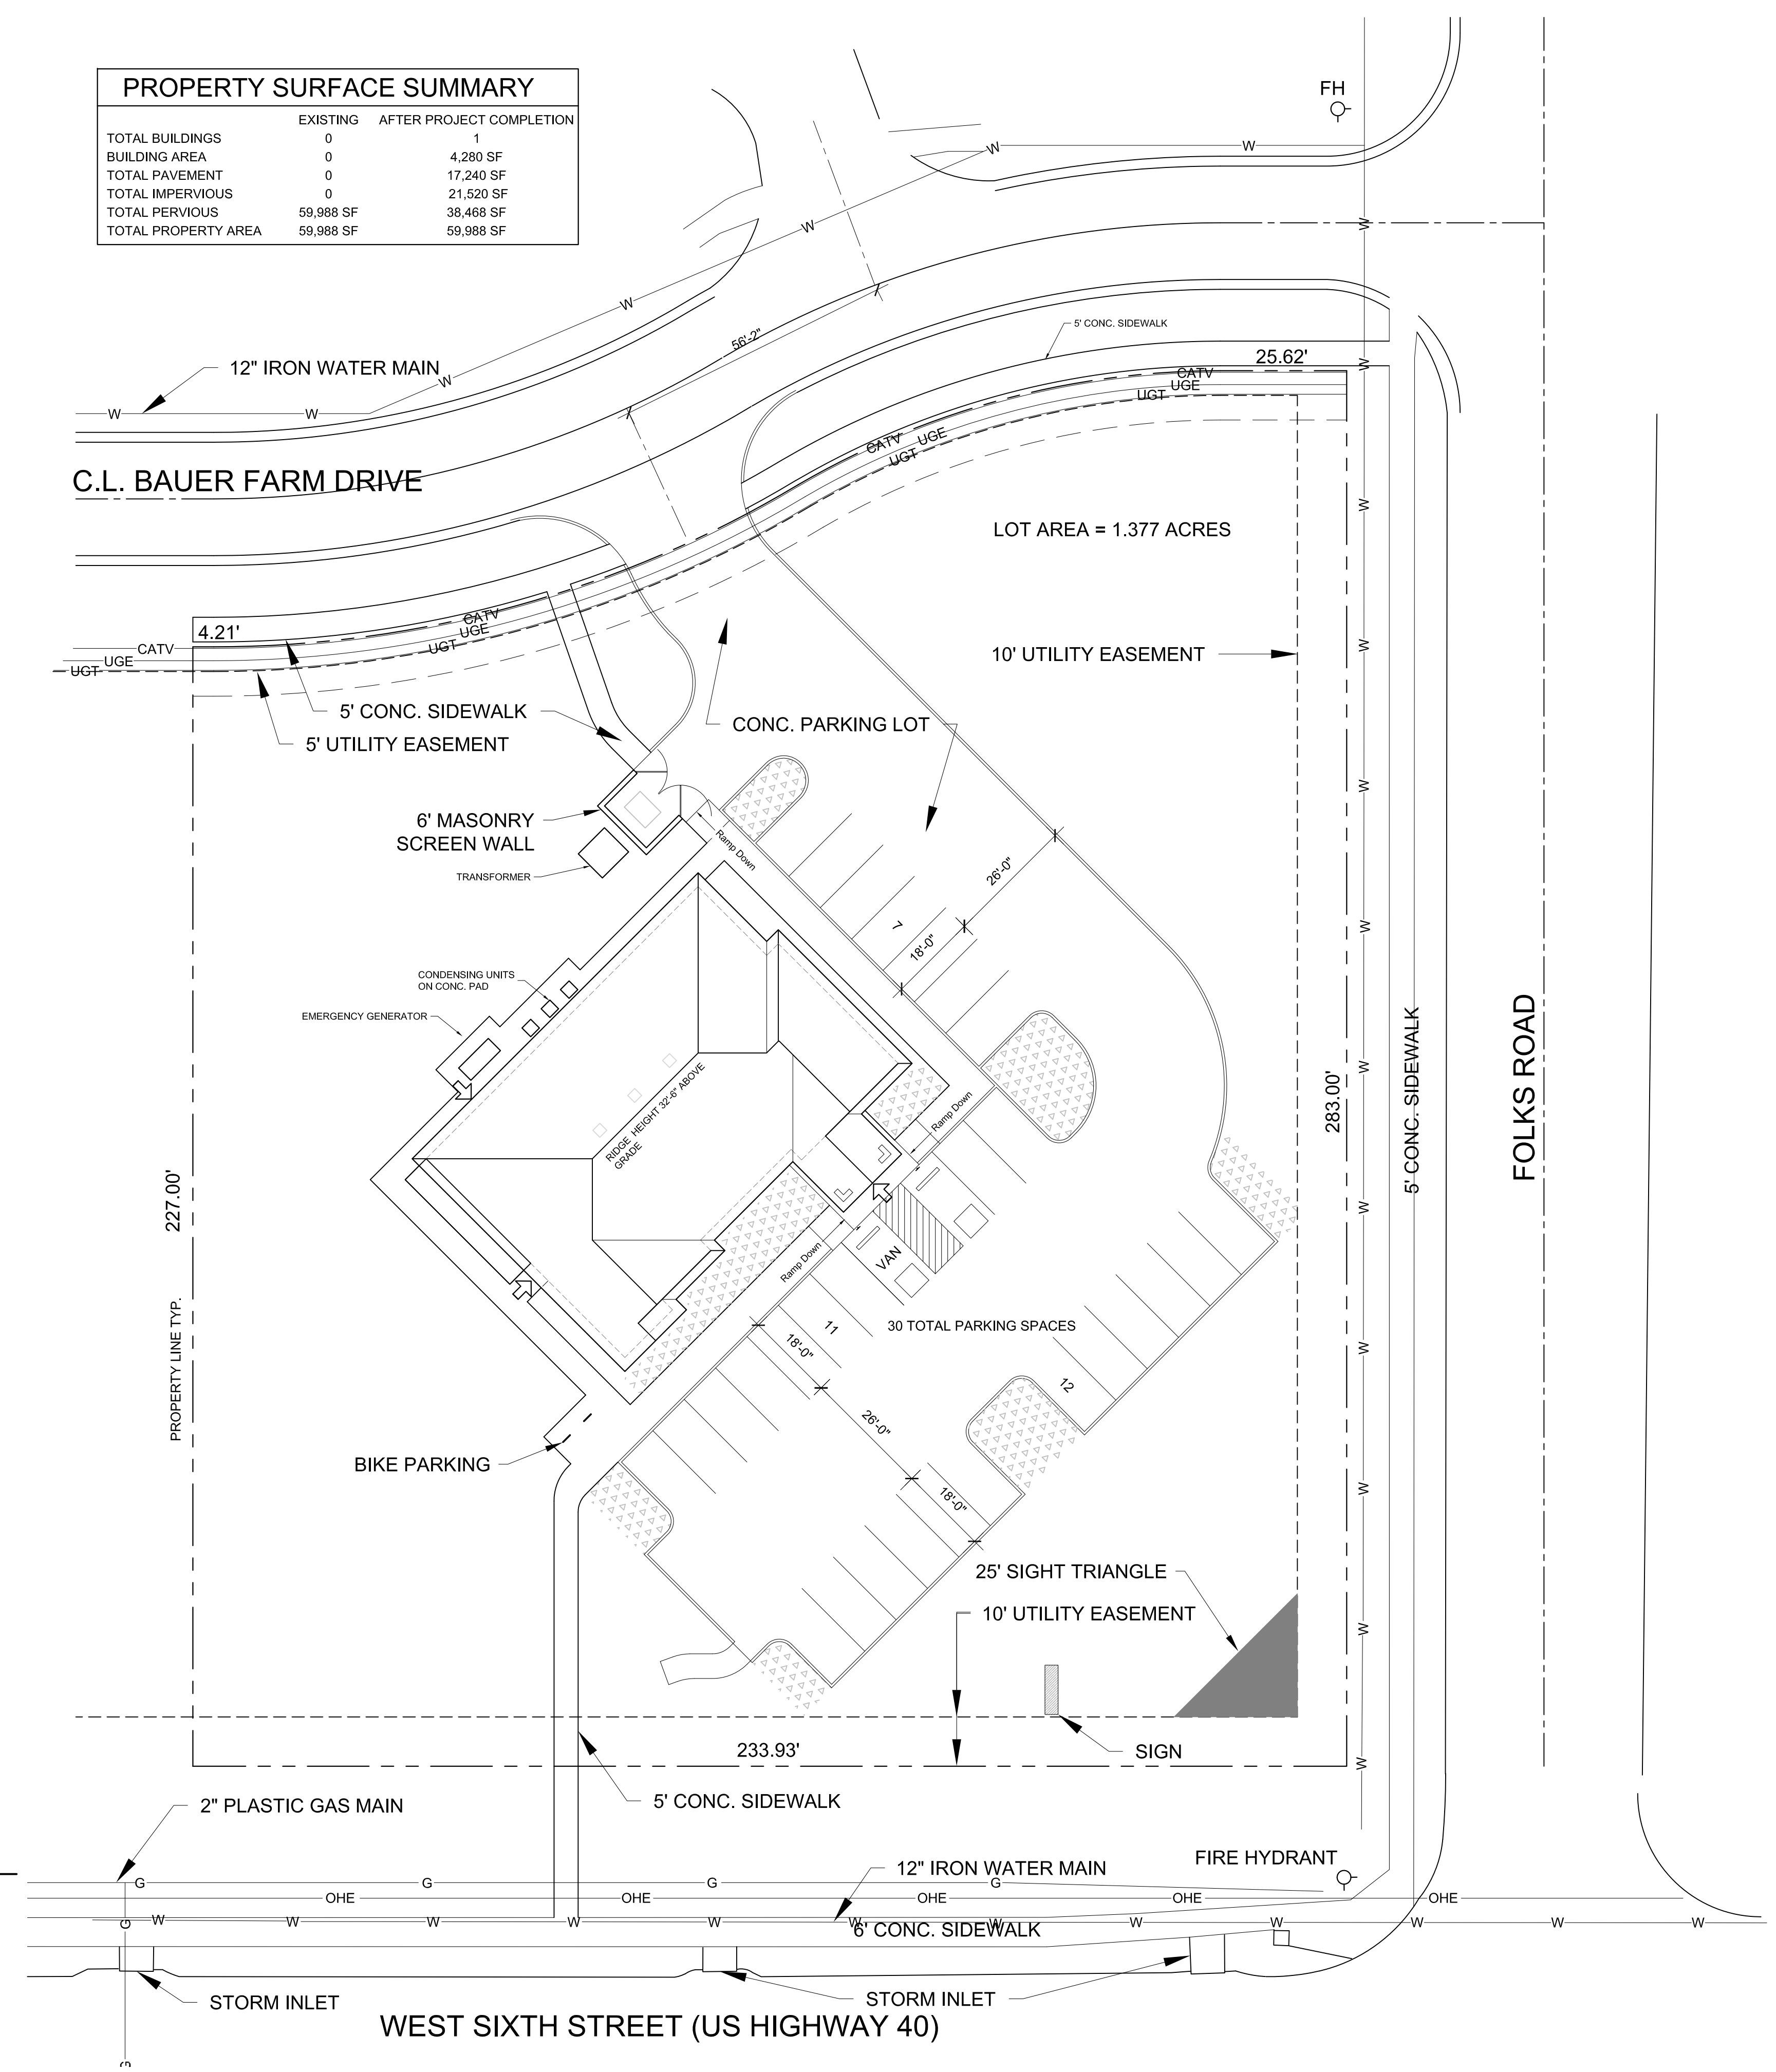 PROPERTY SURFACE SUMMARY
EXISTING AFTER PROJECT COMPLETION
TOTAL BUILDINGS 0 1
BUILDING AREA 0 4,280 SF
TOTAL PAVEMENT 0 17,240 SF
TOTAL IMPERVIOUS 0 21,520 SF
TOTAL PERVIOUS 59,988 SF 38,468 SF
TOTAL PROPERTY AREA 59,988 SF 59,988 SF
FH
W
W
W
W
W
56'-2"
5' CONC. SIDEWALK
25.62'
12" IRON WATER MAIN
W
W
W
W
CATV
UGE
UGT
C.L. BAUER FARM DRIVE
CATV
UGE
UGT
W
LOT AREA = 1.377 ACRES
4.21'
CATV
UGE
UGT
CATV
UGE
UGT
10' UTILITY EASEMENT
W
5' CONC. SIDEWALK
5' UTILITY EASEMENT
CONC. PARKING LOT
W
6' MASONRY
SCREEN WALL
TRANSFORMER
Ramp Down
26'-0"
7
18'-0"
W
CONDENSING UNITS
ON CONC. PAD
EMERGENCY GENERATOR
RIDGE HEIGHT 32'-6" ABOVE
GRADE
Ramp Down
W
283.00'
5' CONC. SIDEWALK
FOLKS ROAD
227.00'
PROPERTY LINE TYP.
W
VAN
Ramp Down
11
30 TOTAL PARKING SPACES
18'-0"
W
12
26'-0"
BIKE PARKING
18'-0"
W
25' SIGHT TRIANGLE
10' UTILITY EASEMENT
W
233.93'
SIGN
W
2" PLASTIC GAS MAIN
5' CONC. SIDEWALK
12" IRON WATER MAIN
FIRE HYDRANT
G
G
G
G
OHE
OHE
OHE
OHE
OHE
G
W
W
W
W
W
W
W
W
W
W
W
W
6' CONC. SIDEWALK
STORM INLET
STORM INLET
WEST SIXTH STREET (US HIGHWAY 40)
G